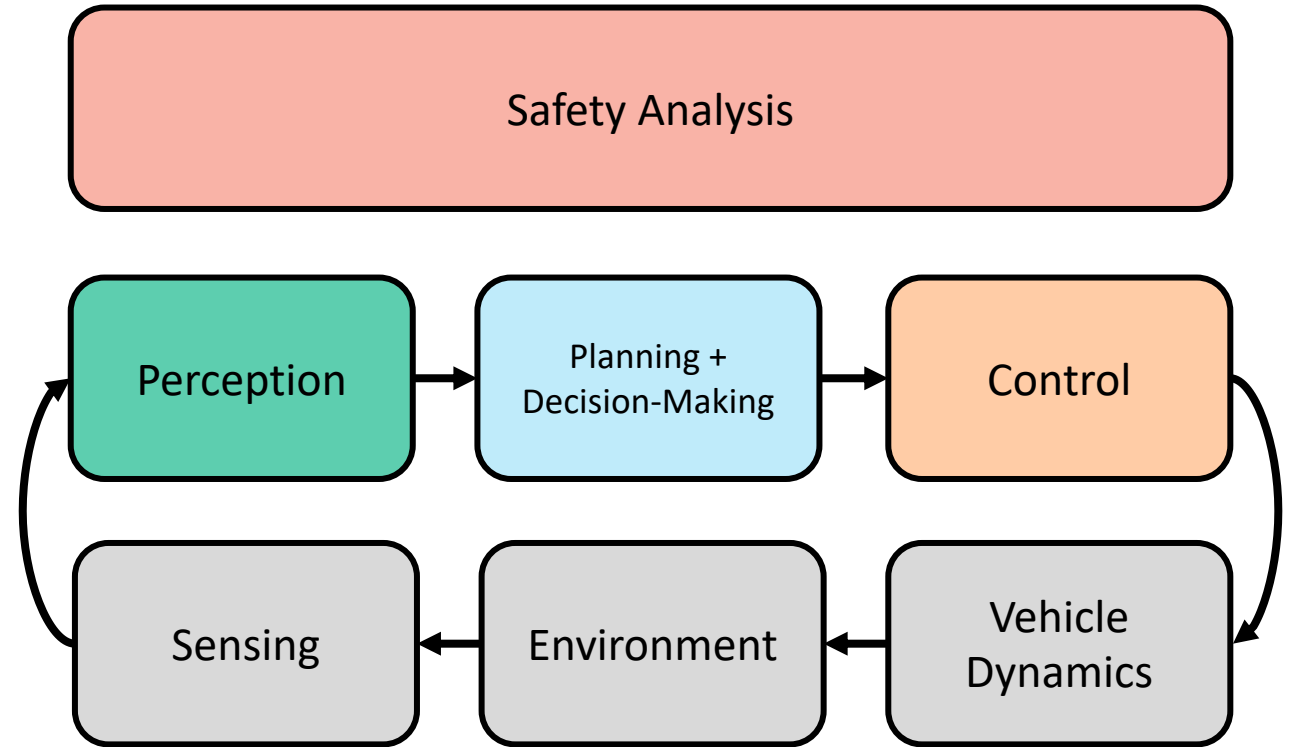 Safety Analysis
Perception
Planning +
Decision-Making
Control
Sensing
Environment
Vehicle
Dynamics